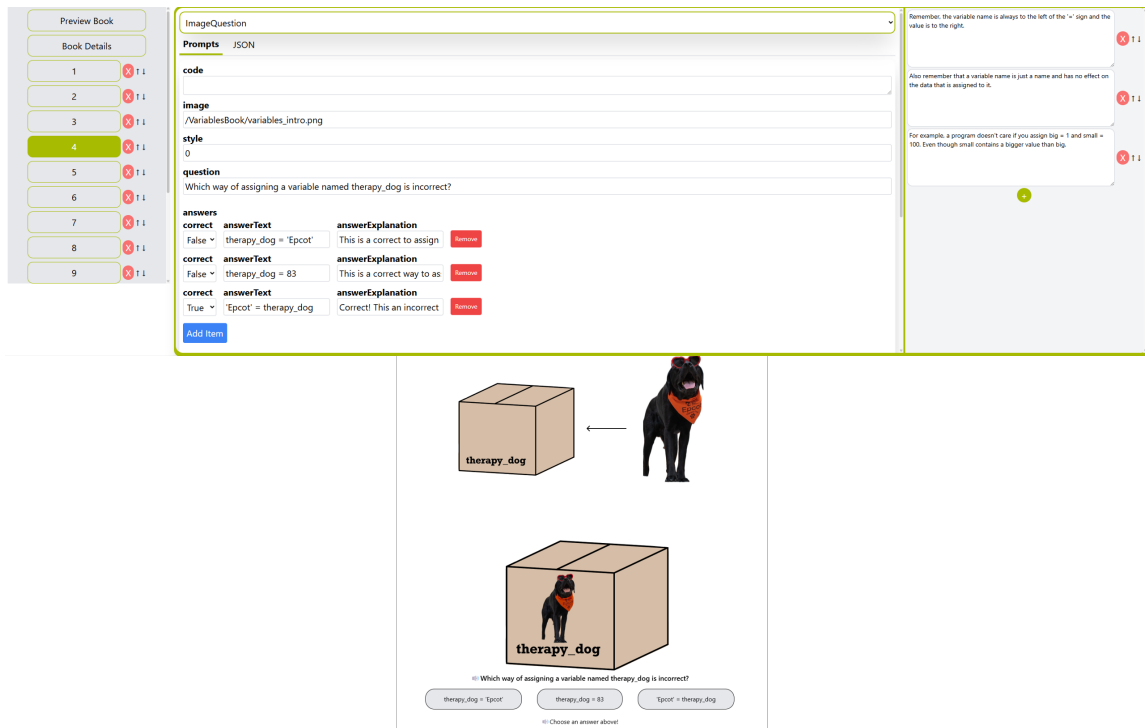 Preview Book
Book Details
1
X ↑ ↓
2
X ↑ ↓
3
X ↑ ↓
4
X ↑ ↓
5
X ↑ ↓
6
X ↑ ↓
7
X ↑ ↓
8
X ↑ ↓
9
X ↑ ↓
ImageQuestion
Prompts JSON
code
image
/VariablesBook/variables_intro.png
style
0
question
Which way of assigning a variable named therapy_dog is incorrect?
answers
correct answerText answerExplanation
False therapy_dog = 'Epcot' This is a correct to assign Remove
correct answerText answerExplanation
False therapy_dog = 83 This is a correct way to as Remove
correct answerText answerExplanation
True 'Epcot' = therapy_dog Correct! This an incorrect Remove
Add Item
Remember, the variable name is always to the left of the '=' sign and the
value is to the right.
X ↑ ↓
Also remember that a variable name is just a name and has no effect on
the data that is assigned to it.
X ↑ ↓
For example, a program doesn't care if you assign big = 1 and small =
100. Even though small contains a bigger value than big.
X ↑ ↓
+
Epcot
therapy_dog
therapy_dog
Which way of assigning a variable named therapy_dog is incorrect?
therapy_dog = 'Epcot'
therapy_dog = 83
'Epcot' = therapy_dog
Choose an answer above!